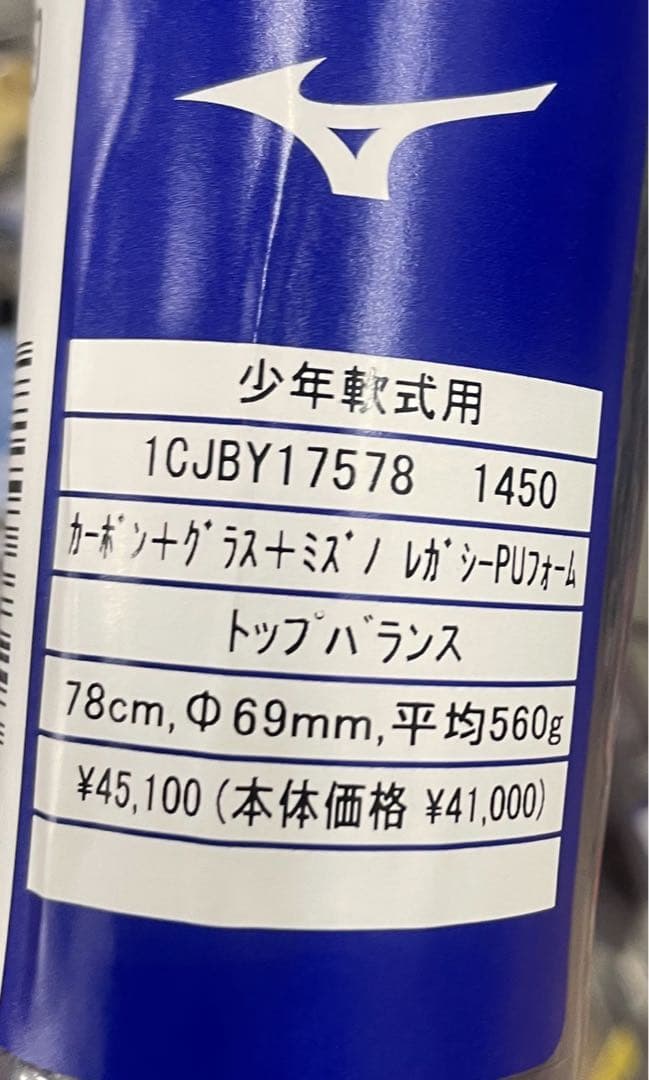 少年軟式用
1CJBY17578 1450
ｶｰﾎﾞﾝ＋ｸﾞﾗｽ＋ﾐｽﾞﾉ ﾚｶﾞｼｰPUﾌｫｰﾑ
トップバランス
78cm,Φ69mm,平均560g
¥45,100(本体価格 ¥41,000)